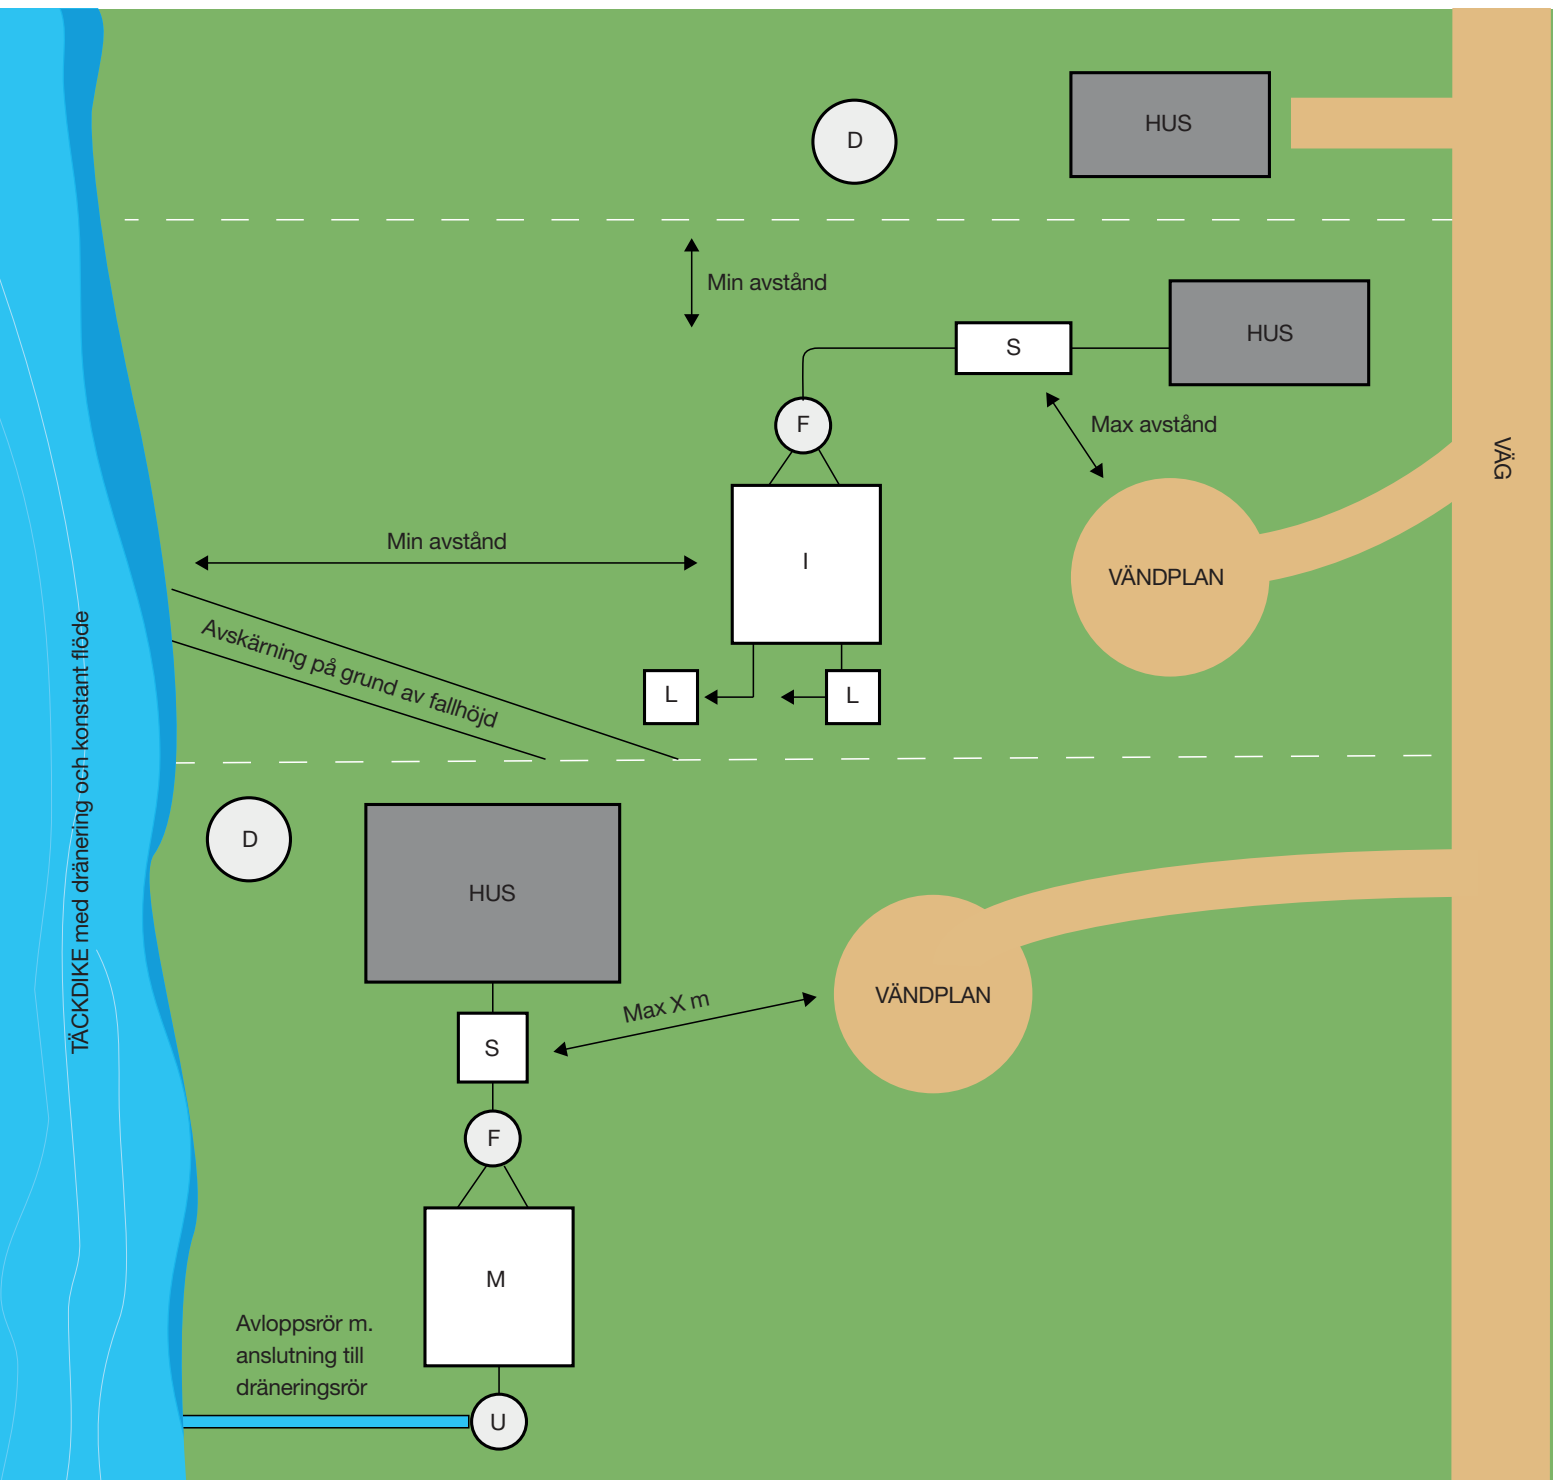 D
HUS
Min avstånd
S
HUS
F
Max avstånd
VÄG
Min avstånd
I
VÄNDPLAN
Avskärning på grund av fallhöjd
L
L
TÄCKDIKE med dränering och konstant flöde
D
HUS
VÄNDPLAN
Max X m
S
F
M
Avloppsrör m.
anslutning till
dräneringsrör
U